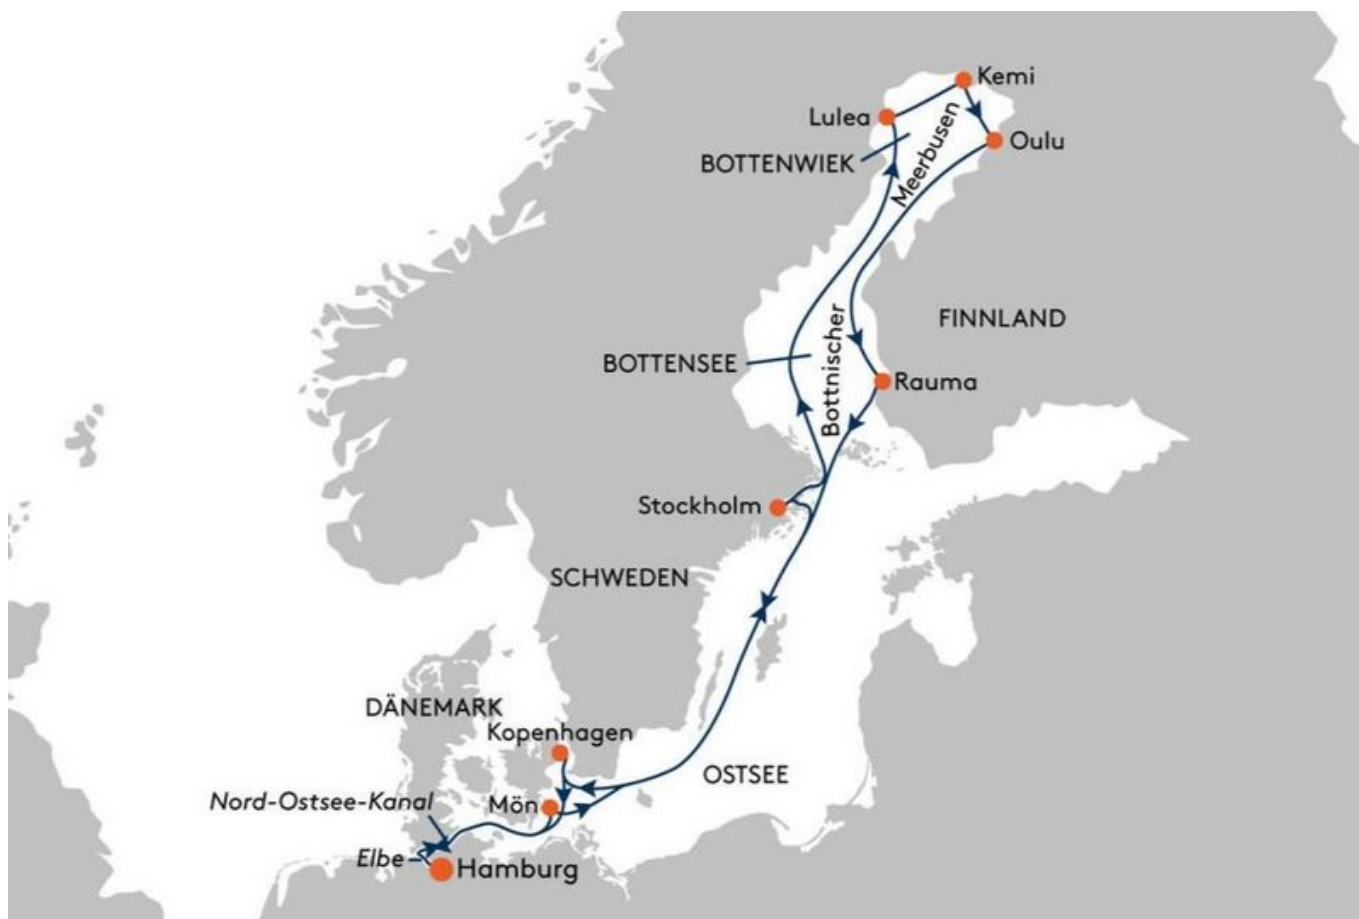 Kemi
Lulea
Oulu
BOTTENWIEK
Meerbusen
FINNLAND
Bottnischer
BOTTENSEE
Rauma
Stockholm
SCHWEDEN
DÄNEMARK
Kopenhagen
OSTSEE
Nord-Ostsee-Kanal
Mön
Elbe
Hamburg